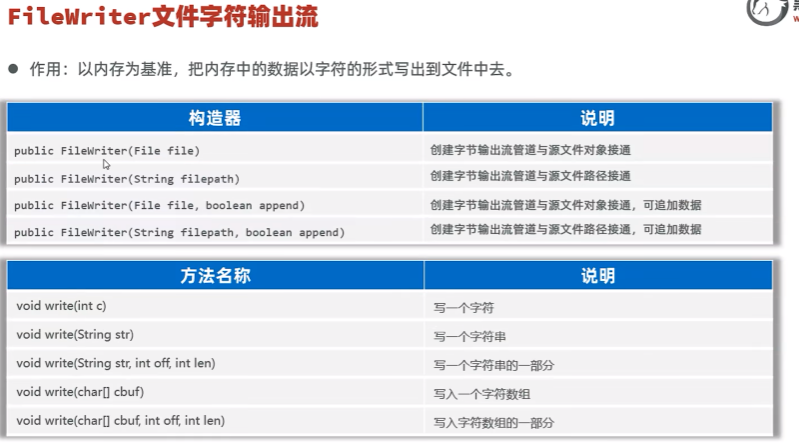 FileWriter文件字符输出流
● 作用：以内存为基准，把内存中的数据以字符的形式写出到文件中去。
构造器 说明
public FileWriter(File file) 创建字节输出流管道与源文件对象接通
public FileWriter(String filepath) 创建字节输出流管道与源文件路径接通
public FileWriter(File file, boolean append) 创建字节输出流管道与源文件对象接通，可追加数据
public FileWriter(String filepath, boolean append) 创建字节输出流管道与源文件路径接通，可追加数据
方法名称 说明
void write(int c) 写一个字符
void write(String str) 写一个字符串
void write(String str, int off, int len) 写一个字符串的一部分
void write(char[] cbuf) 写入一个字符数组
void write(char[] cbuf, int off, int len) 写入字符数组的一部分